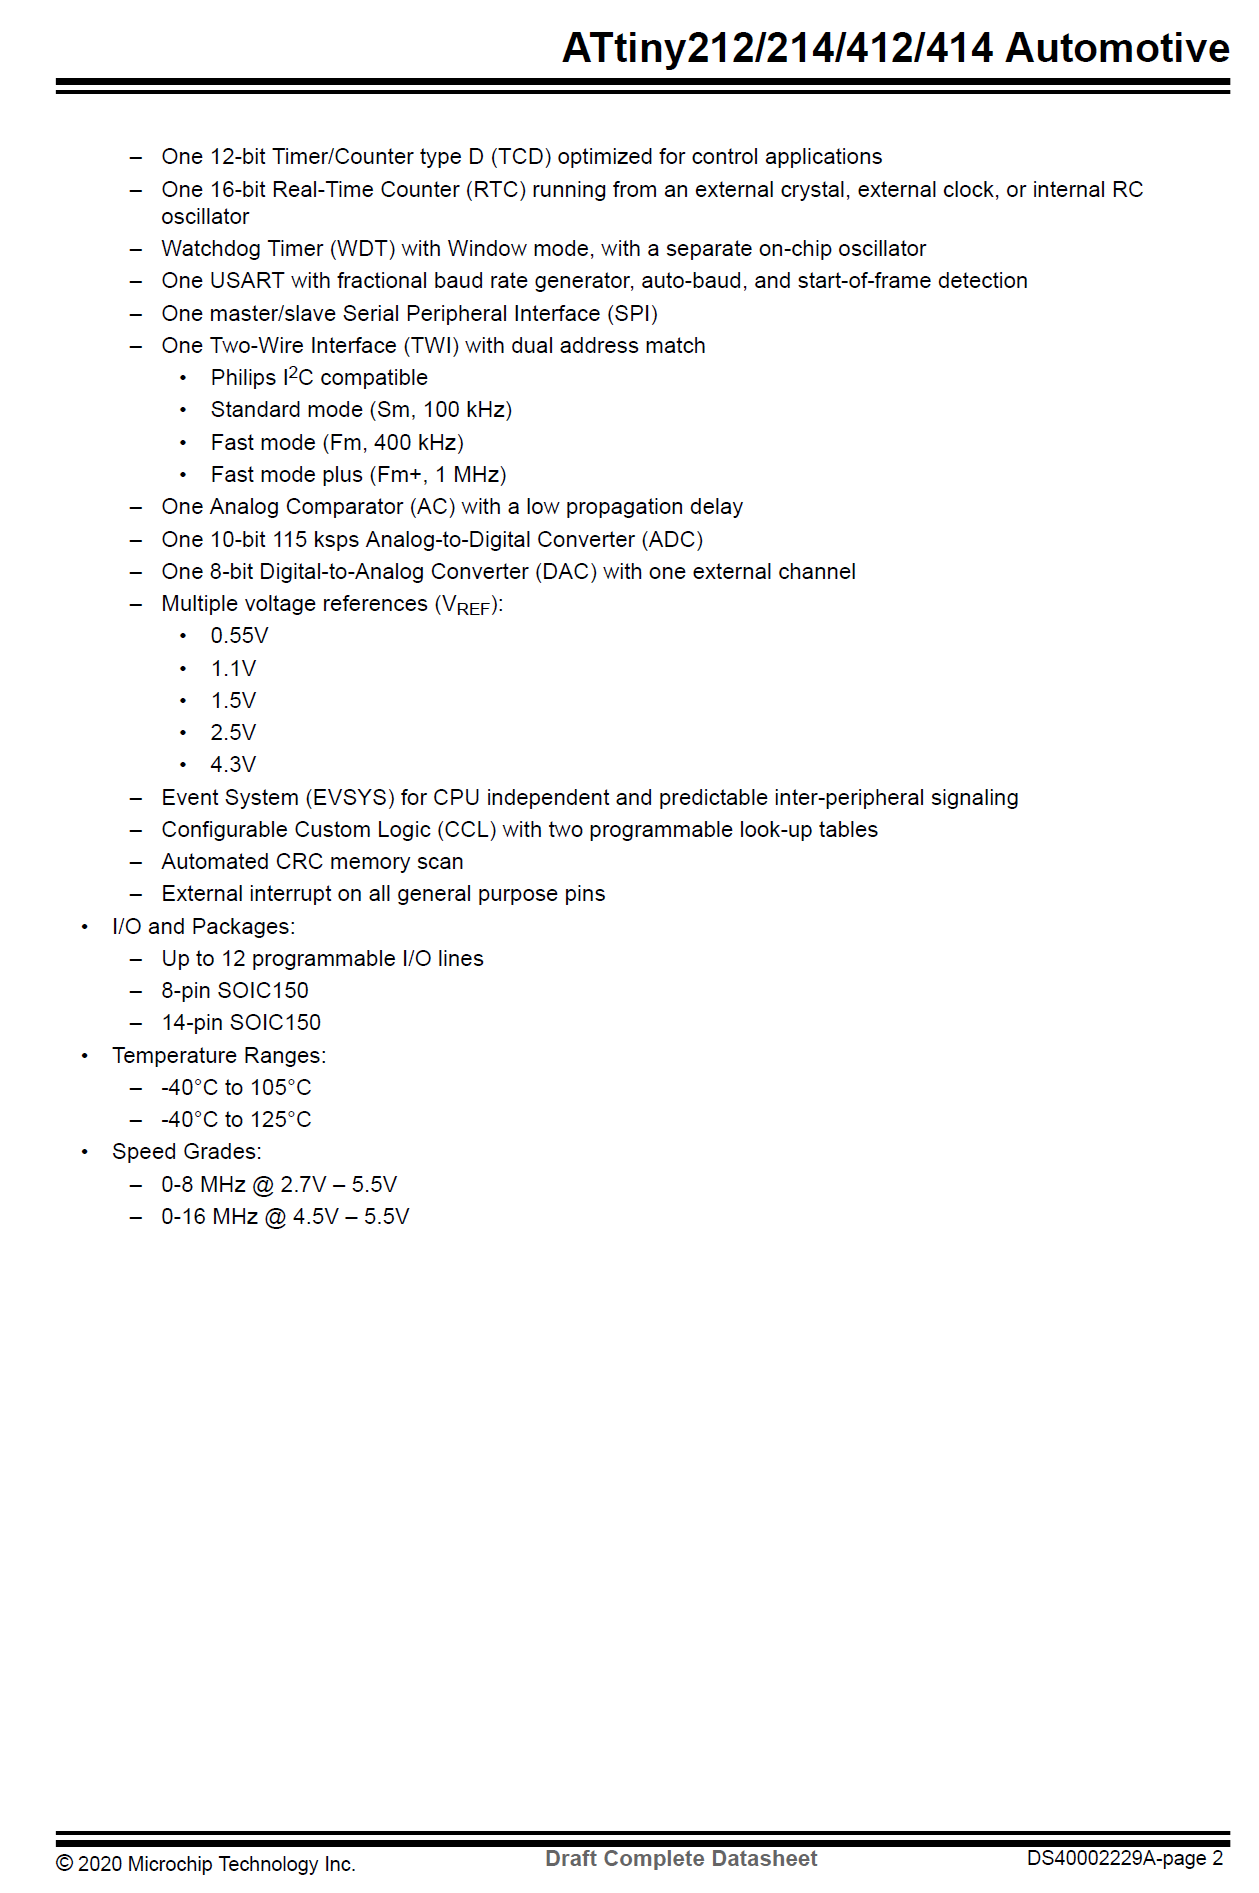 ATtiny212/214/412/414 Automotive
– One 12-bit Timer/Counter type D (TCD) optimized for control applications
– One 16-bit Real-Time Counter (RTC) running from an external crystal, external clock, or internal RC
oscillator
– Watchdog Timer (WDT) with Window mode, with a separate on-chip oscillator
– One USART with fractional baud rate generator, auto-baud, and start-of-frame detection
– One master/slave Serial Peripheral Interface (SPI)
– One Two-Wire Interface (TWI) with dual address match
• Philips I²C compatible
• Standard mode (Sm, 100 kHz)
• Fast mode (Fm, 400 kHz)
• Fast mode plus (Fm+, 1 MHz)
– One Analog Comparator (AC) with a low propagation delay
– One 10-bit 115 ksps Analog-to-Digital Converter (ADC)
– One 8-bit Digital-to-Analog Converter (DAC) with one external channel
– Multiple voltage references (VREF):
• 0.55V
• 1.1V
• 1.5V
• 2.5V
• 4.3V
– Event System (EVSYS) for CPU independent and predictable inter-peripheral signaling
– Configurable Custom Logic (CCL) with two programmable look-up tables
– Automated CRC memory scan
– External interrupt on all general purpose pins
• I/O and Packages:
– Up to 12 programmable I/O lines
– 8-pin SOIC150
– 14-pin SOIC150
• Temperature Ranges:
– -40°C to 105°C
– -40°C to 125°C
• Speed Grades:
– 0-8 MHz @ 2.7V – 5.5V
– 0-16 MHz @ 4.5V – 5.5V
© 2020 Microchip Technology Inc. Draft Complete Datasheet DS40002229A-page 2